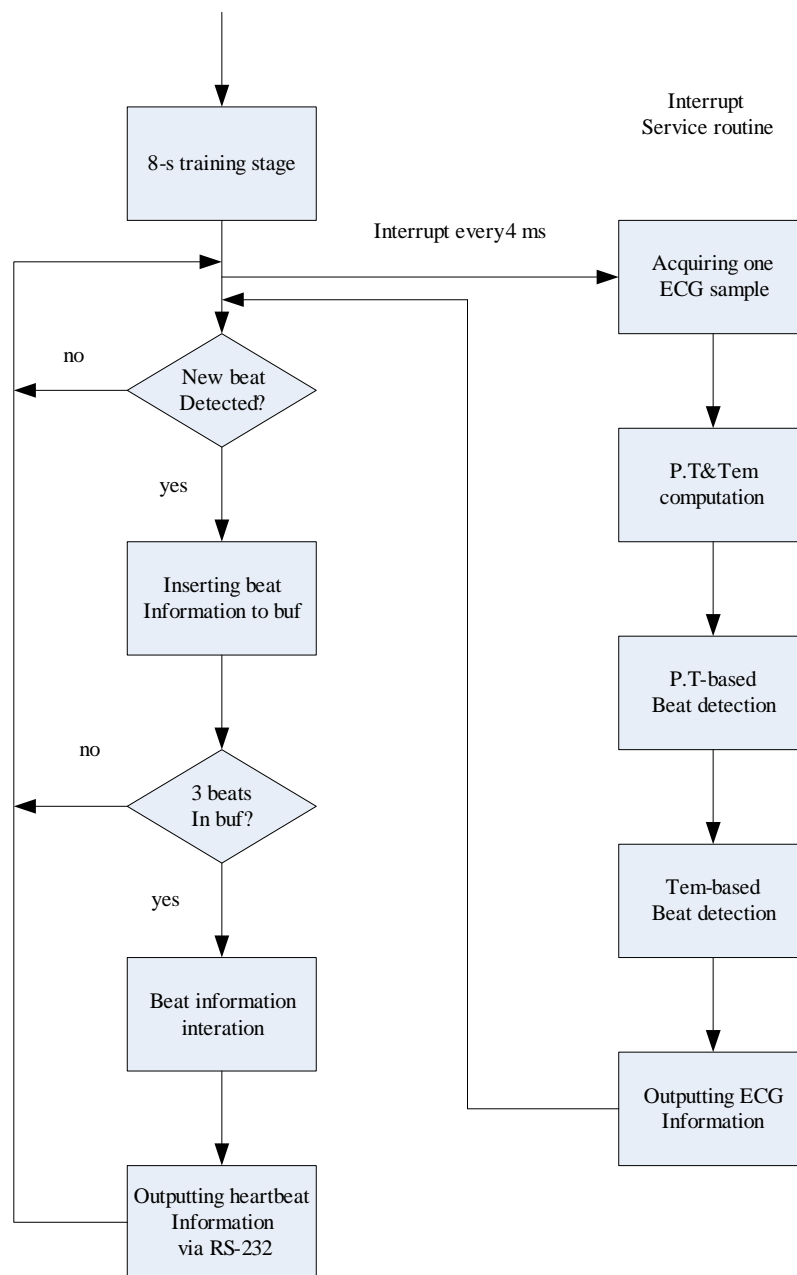 Interrupt
Service routine
8-s training stage
Interrupt every4 ms
Acquiring one
ECG sample
no
New beat
Detected?
P.T&Tem
computation
yes
Inserting beat
Information to buf
P.T-based
Beat detection
no
3 beats
In buf?
yes
Tem-based
Beat detection
Beat information
interation
Outputting ECG
Information
Outputting heartbeat
Information
via RS-232